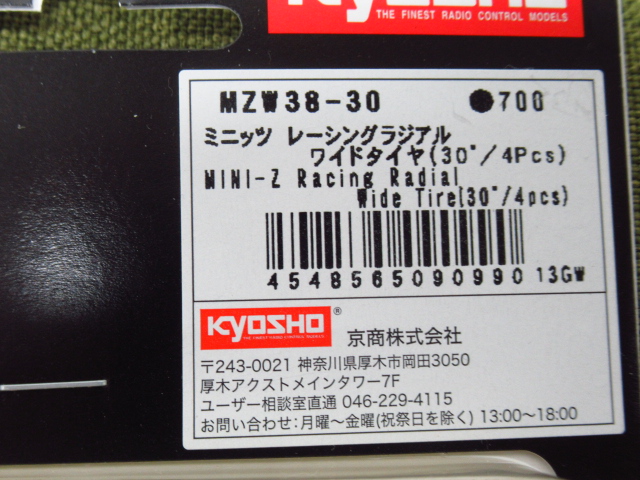 KYOSHO
THE FINEST RADIO CONTROL MODELS
MZW38-30 ●700
ミニッツ レーシングラジアル
ワイドタイヤ(30°/4Pcs)
MINI-Z Racing Radial
Wide Tire(30°/4pcs)
4548565090990 13GW
KYOSHO®
THE FINEST RADIO CONTROL MODELS
京商株式会社
〒243-0021 神奈川県厚木市岡田3050
厚木アクストメインタワー7F
ユーザー相談室直通 046-229-4115
お問い合わせ:月曜～金曜(祝祭日を除く) 13:00～18:00